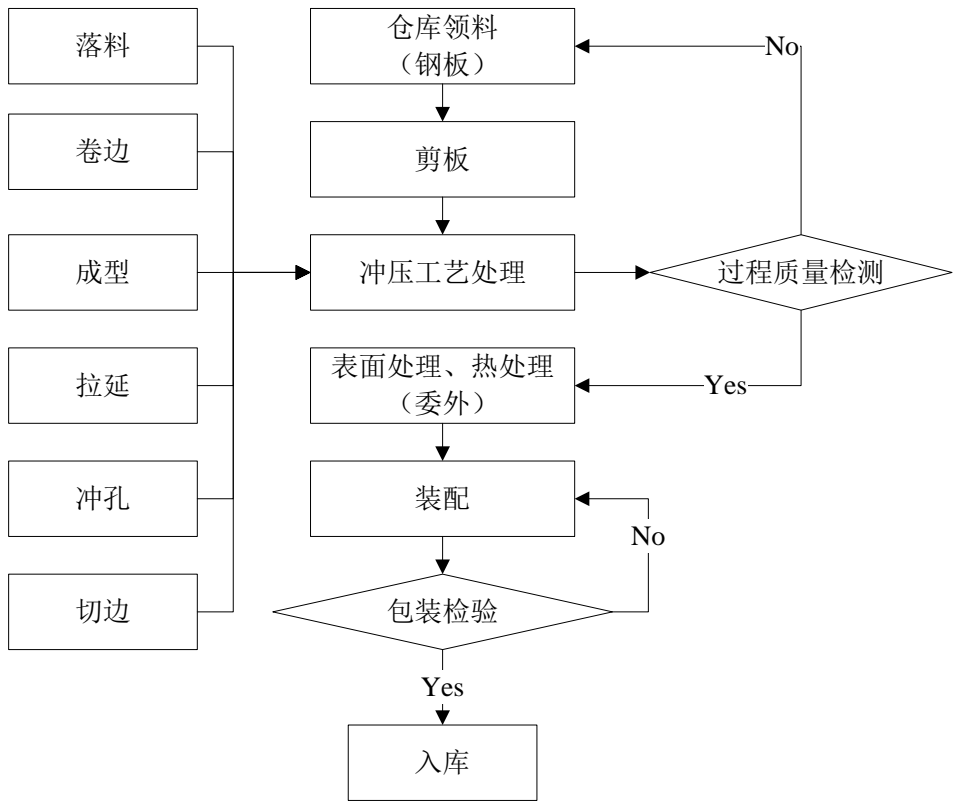 落料
仓库领料
（钢板）
No
卷边
剪板
成型
冲压工艺处理
过程质量检测
拉延
表面处理、热处理
（委外）
Yes
冲孔
装配
No
切边
包装检验
Yes
入库